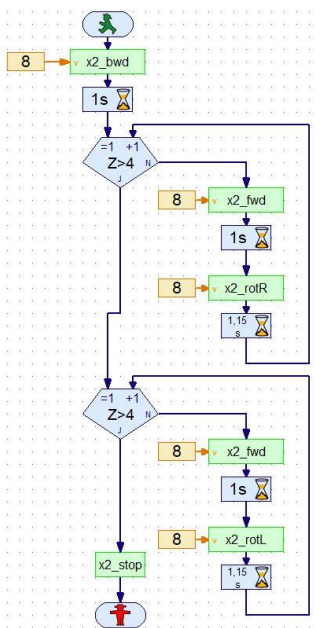 8 v x2_bwd
1s
=1 +1
Z>4
J N
8 v x2_fwd
1s
8 v x2_rotR
1,15
s
=1 +1
Z>4
J N
8 v x2_fwd
1s
8 v x2_rotL
1,15
s
x2_stop